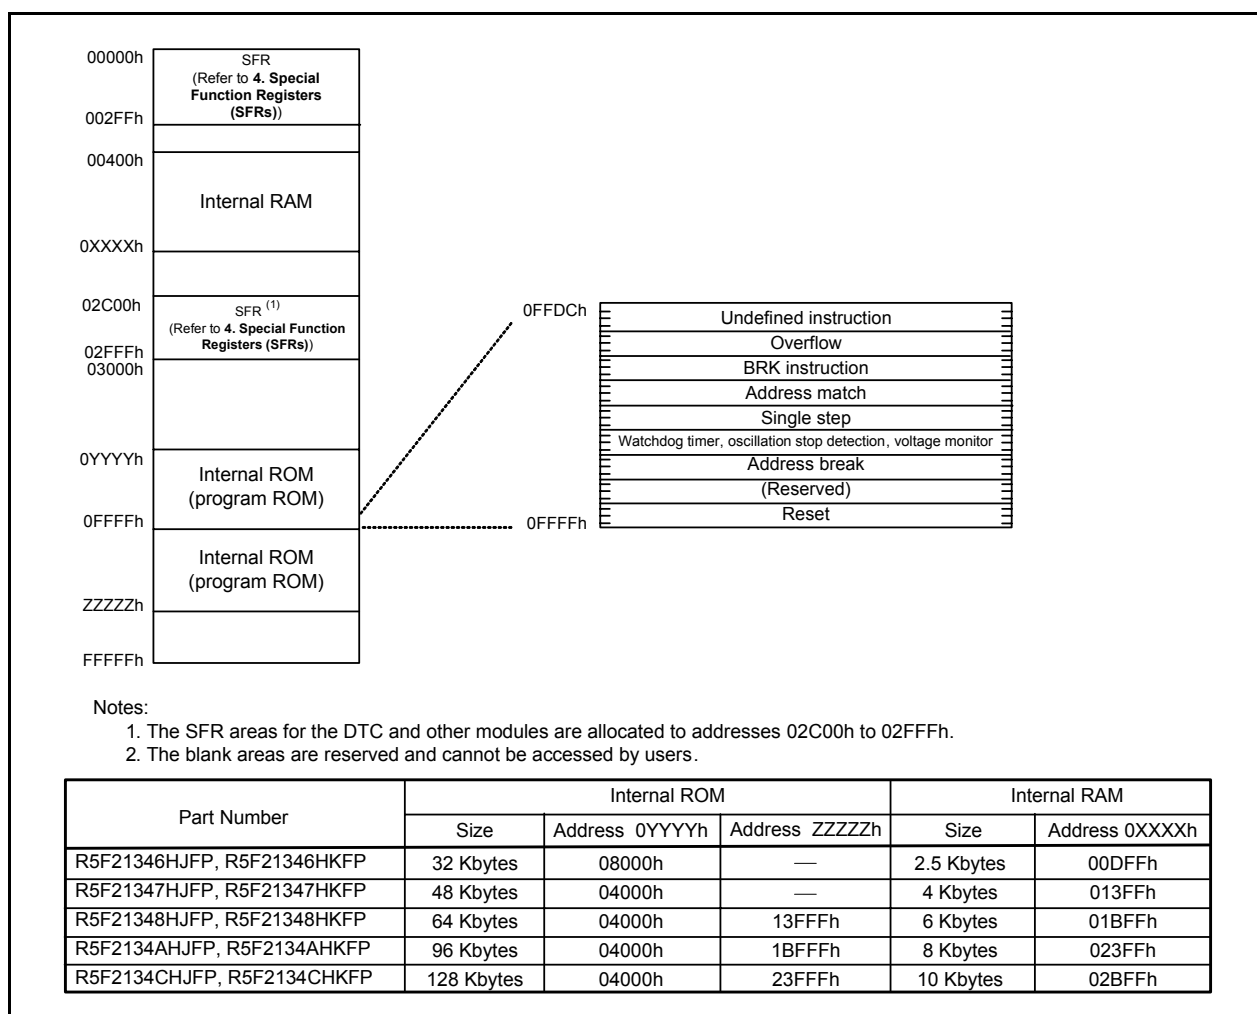 00000h
SFR
(Refer to 4. Special
Function Registers
(SFRs))
002FFh
00400h
Internal RAM
0XXXXh
02C00h
SFR (1)
(Refer to 4. Special Function
Registers (SFRs))
02FFFh
03000h
0YYYYh
Internal ROM
(program ROM)
0FFFFh
Internal ROM
(program ROM)
ZZZZZh
FFFFFh
0FFDCh
Undefined instruction
Overflow
BRK instruction
Address match
Single step
Watchdog timer, oscillation stop detection, voltage monitor
Address break
(Reserved)
0FFFFh
Reset
Notes:
1. The SFR areas for the DTC and other modules are allocated to addresses 02C00h to 02FFFh.
2. The blank areas are reserved and cannot be accessed by users.
Part Number Internal ROM Internal RAM
Size Address 0YYYYh Address ZZZZZh Size Address 0XXXXh
R5F21346HJFP, R5F21346HKFP 32 Kbytes 08000h — 2.5 Kbytes 00DFFh
R5F21347HJFP, R5F21347HKFP 48 Kbytes 04000h — 4 Kbytes 013FFh
R5F21348HJFP, R5F21348HKFP 64 Kbytes 04000h 13FFFh 6 Kbytes 01BFFh
R5F2134AHJFP, R5F2134AHKFP 96 Kbytes 04000h 1BFFFh 8 Kbytes 023FFh
R5F2134CHJFP, R5F2134CHKFP 128 Kbytes 04000h 23FFFh 10 Kbytes 02BFFh